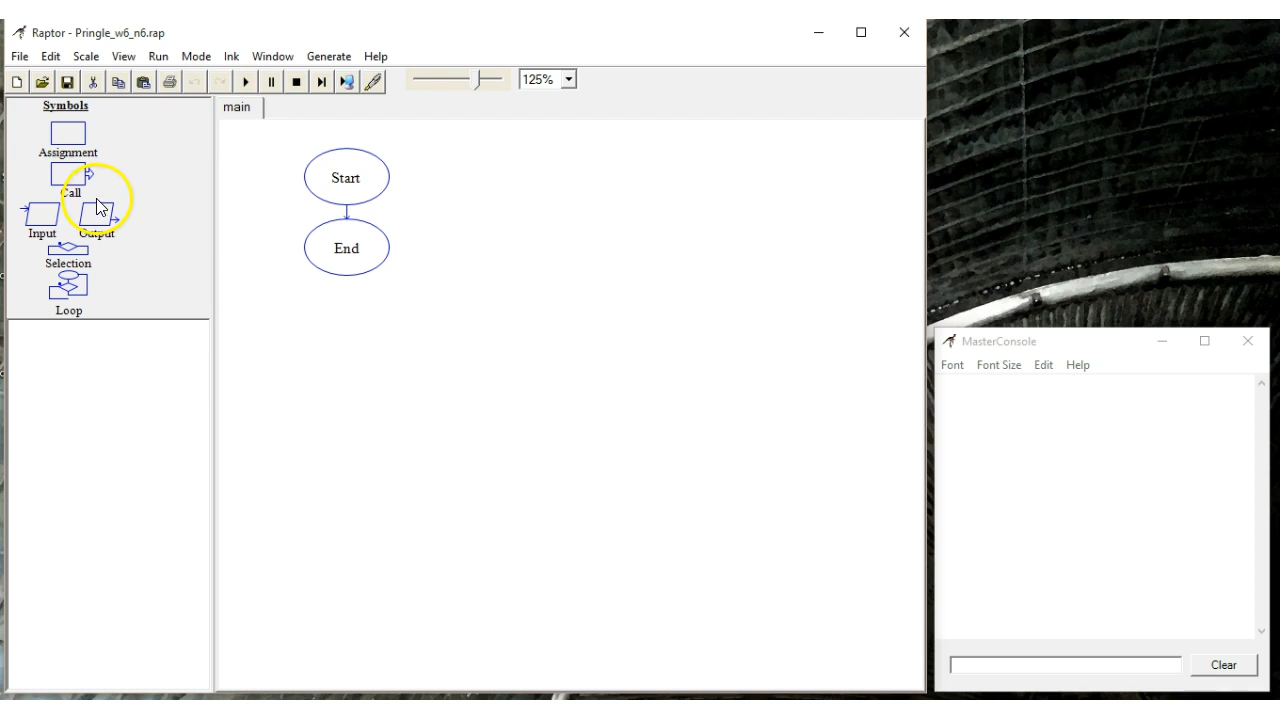 Raptor - Pringle_w6_n6.rap
File Edit Scale View Run Mode Ink Window Generate Help
125%
Symbols
main
Assignment
Call
Input Output
Selection
Loop
Start
End
MasterConsole
Font Font Size Edit Help
Clear